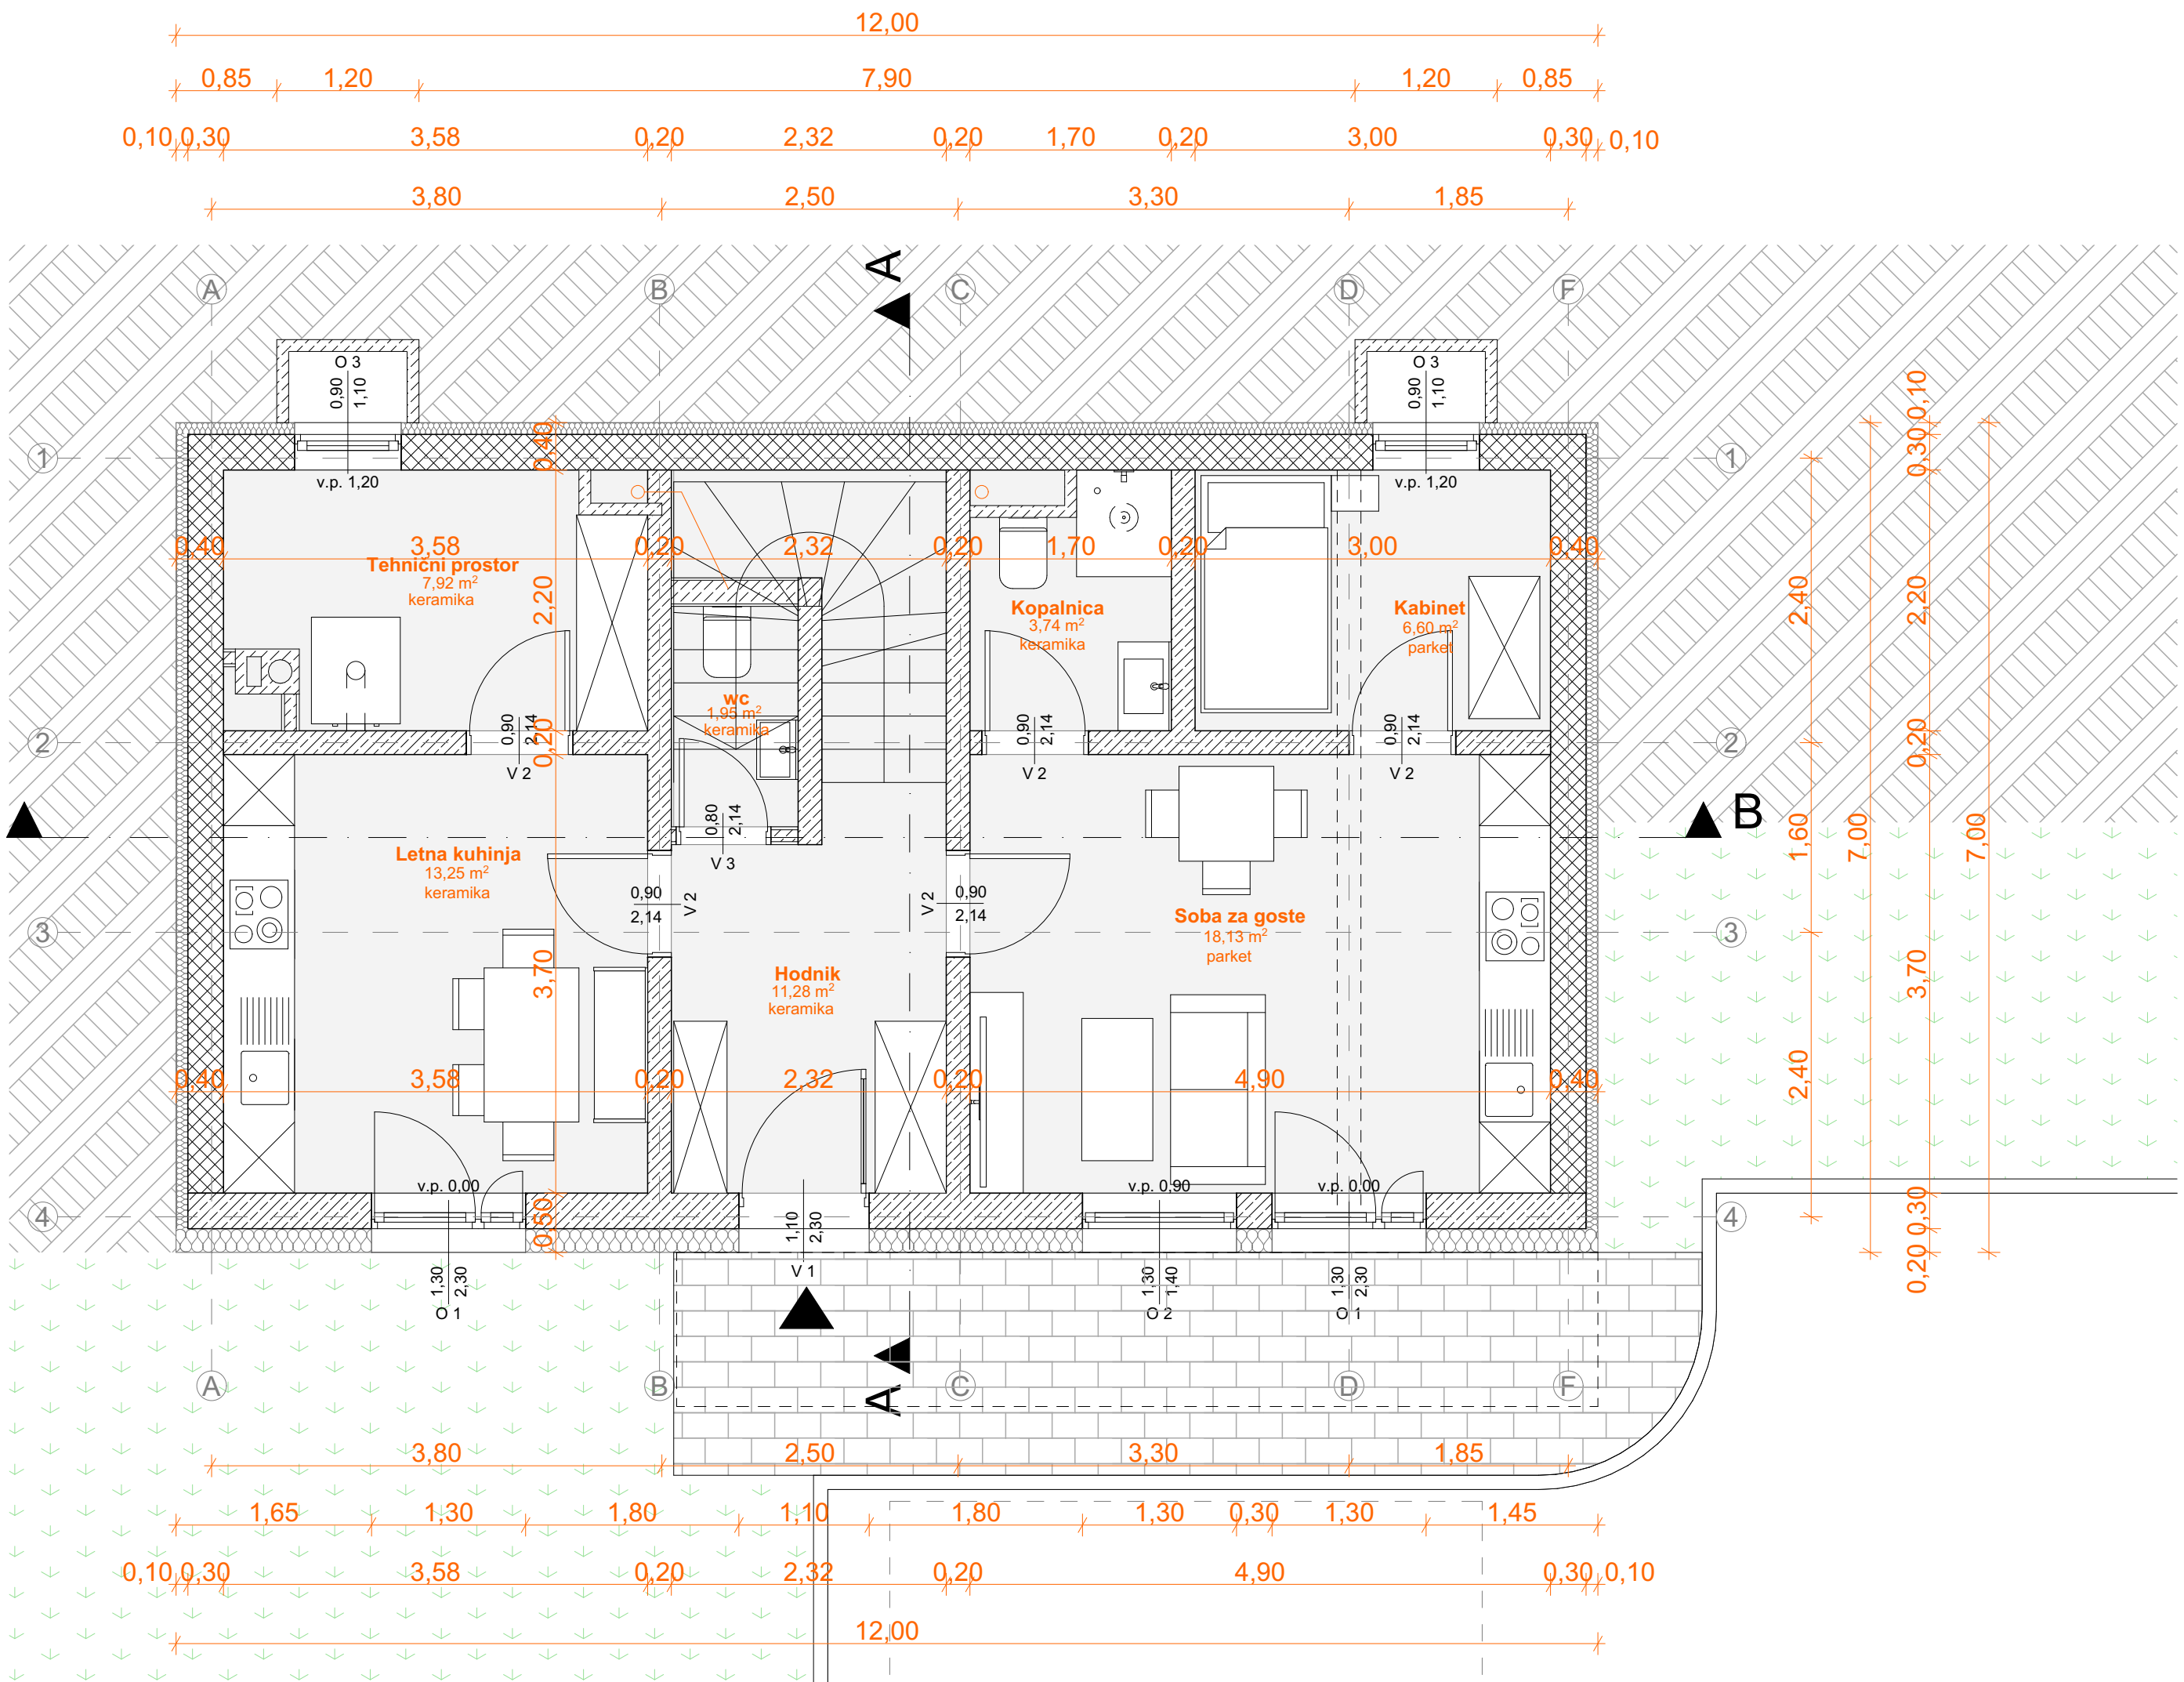 12,00
0,85 1,20 7,90 1,20 0,85
0,10 0,30 3,58 0,20 2,32 0,20 1,70 0,20 3,00 0,30 0,10
3,80 2,50 3,30 1,85
A
A B C D F
O 3
0,90
1,10
O 3
0,90
1,10
0,10
0,30
0,40
1 1
v.p. 1,20
v.p. 1,20
0,40 3,58 0,20 2,32 0,20 1,70 0,20 3,00 0,40
Tehnični prostor
7,92 m²
keramika
2,20
Kopalnica
3,74 m²
keramika
Kabinet
6,60 m²
parket
2,40
2,20
wc
1,95 m²
keramika
0,90
2,14
V 2
0,20
0,90
2,14
V 2
0,90
2,14
V 2
0,20
2 2
0,80
2,14
V 3
B
1,60
7,00
7,00
Letna kuhinja
13,25 m²
keramika
0,90
2,14
V 2
V 2
0,90
2,14
Soba za goste
18,13 m²
parket
3 3
Hodnik
11,28 m²
keramika
3,70
3,70
2,40
0,40 3,58 0,20 2,32 0,20 4,90 0,40
v.p. 0,00
v.p. 0,90
v.p. 0,00
4 4
0,50
0,30
0,20
1,30
2,30
O 1
1,10
2,30
V 1
1,30
1,40
O 2
1,30
2,30
O 1
A B C D F
A
3,80 2,50 3,30 1,85
1,65 1,30 1,80 1,10 1,80 1,30 0,30 1,30 1,45
0,10 0,30 3,58 0,20 2,32 0,20 4,90 0,30 0,10
12,00